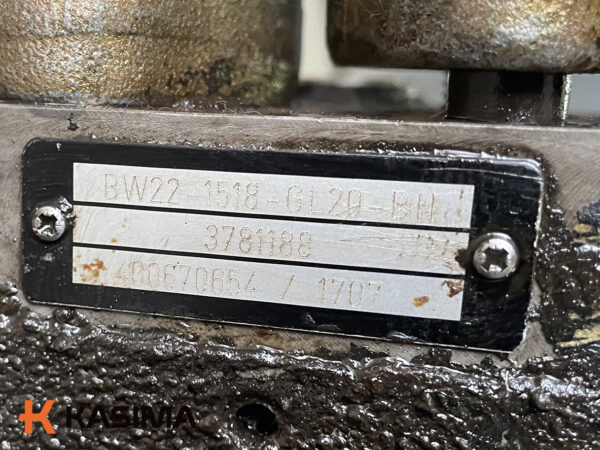 BW22-1518-GL20-BN
3781188
400670654 / 1707
KASIMA